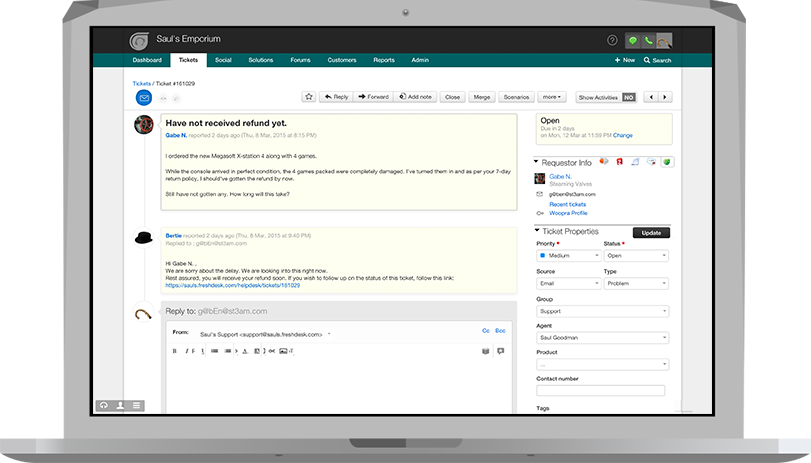 Saul's Emporium
Dashboard Tickets Social Solutions Forums Customers Reports Admin + New Search
Tickets / Ticket #161029
Reply Forward Add note Close Merge Scenarios more Show Activities NO
Have not received refund yet.
Gabe N. reported 2 days ago (Thu, 8 Mar, 2015 at 8:15 PM)
I ordered the new Megasoft X-station 4 along with 4 games.
While the console arrived in perfect condition, the 4 games packed were completely damaged. I've turned them in and as per your 7-day
return policy, I should've gotten the refund by now.
Still have not gotten any. How long will this take?
Bertie reported 2 days ago (Thu, 8 Mar, 2015 at 9:40 PM)
Replied to : g@bEn@st3am.com
Hi Gabe N. ,
We are sorry about the delay. We are looking into this right now.
Rest assured, you will receive your refund soon. If you wish to follow up on the status of this ticket, follow this link:
https://sauls.freshdesk.com/helpdesk/tickets/161029
Reply to: g@bEn@st3am.com
From: Saul's Support <support@sauls.freshdesk.com> Cc Bcc
Open
Due in 2 days
on Mon, 12 Mar at 11:59 PM Change
Requestor Info
Gabe N.
Steaming Valves
g@ben@st3am.com
Recent tickets
Woopra Profile
Ticket Properties Update
Priority * Status *
Medium Open
Source Type
Email Problem
Group
Support
Agent
Saul Goodman
Product
...
Contact number
Tags